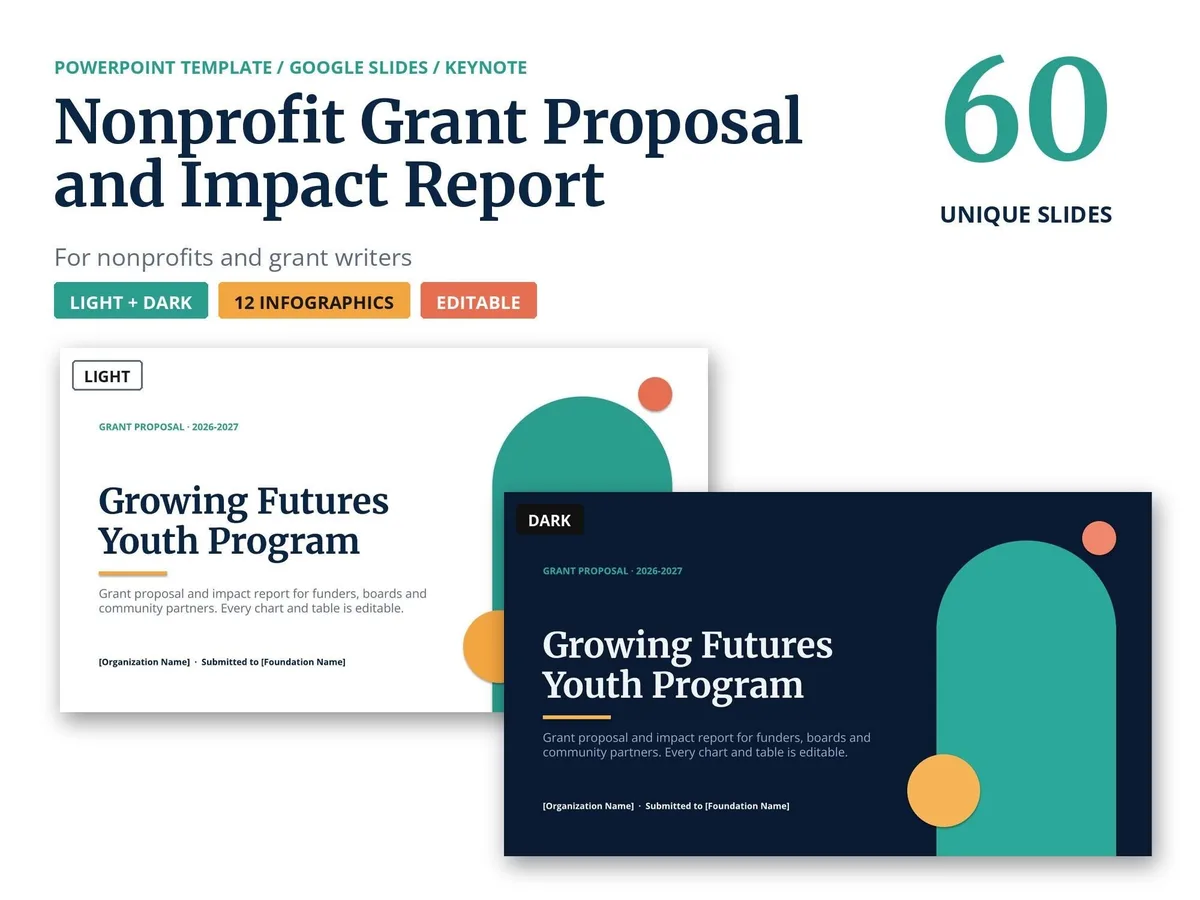 POWERPOINT TEMPLATE / GOOGLE SLIDES / KEYNOTE
Nonprofit Grant Proposal
and Impact Report
For nonprofits and grant writers
LIGHT + DARK
12 INFOGRAPHICS
EDITABLE
60
UNIQUE SLIDES
LIGHT
GRANT PROPOSAL · 2026-2027
Growing Futures
Youth Program
Grant proposal and impact report for funders, boards and
community partners. Every chart and table is editable.
[Organization Name] · Submitted to [Foundation Name]
DARK
GRANT PROPOSAL · 2026-2027
Growing Futures
Youth Program
Grant proposal and impact report for funders, boards and
community partners. Every chart and table is editable.
[Organization Name] · Submitted to [Foundation Name]